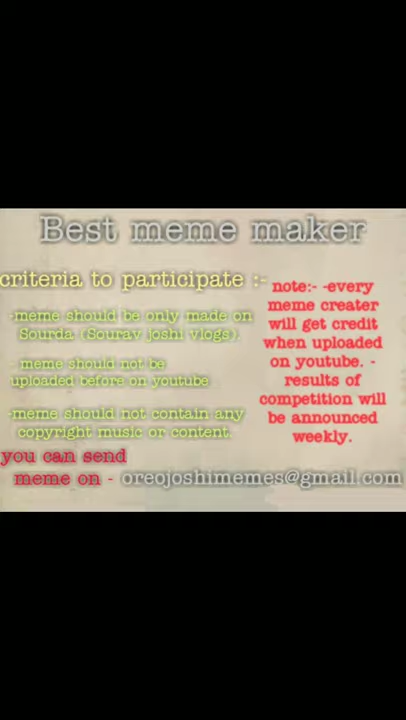 Best meme maker
criteria to participate :-
-meme should be only made on
Sourda (Sourav joshi vlogs).
- meme should not be
uploaded before on youtube
-meme should not contain any
copyright music or content.
you can send
meme on - oreojoshimemes@gmail.com
note:- -every
meme creater
will get credit
when uploaded
on youtube. -
results of
competition will
be announced
weekly.